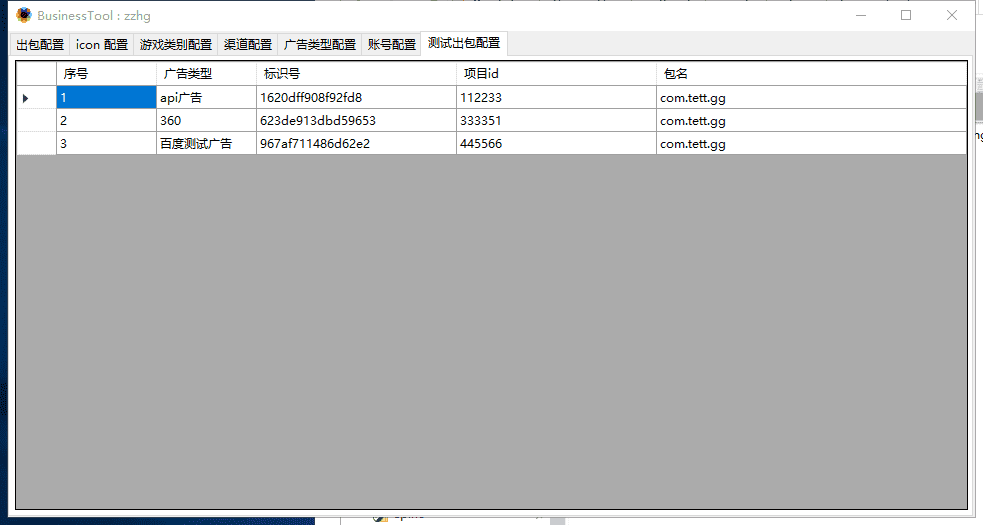 BusinessTool : zzhg
出包配置 icon 配置 游戏类别配置 渠道配置 广告类型配置 账号配置 测试出包配置
序号 广告类型 标识号 项目id 包名
1 api广告 1620dff908f92fd8 112233 com.tett.gg
2 360 623de913dbd59653 333351 com.tett.gg
3 百度测试广告 967af711486d62e2 445566 com.tett.gg